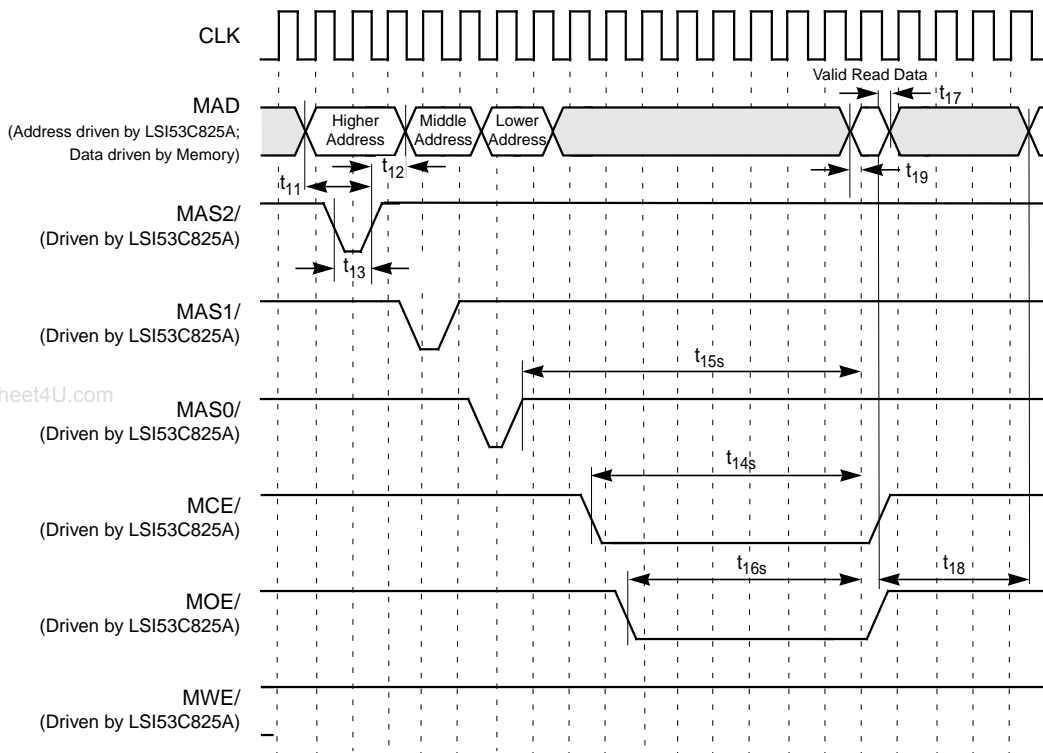 CLK
Valid Read Data
t17
MAD
(Address driven by LSI53C825A;
Data driven by Memory)
Higher
Address
Middle
Address
Lower
Address
t12
t19
t11
MAS2/
(Driven by LSI53C825A)
t13
MAS1/
(Driven by LSI53C825A)
t15s
heet4U.com
MAS0/
(Driven by LSI53C825A)
t14s
MCE/
(Driven by LSI53C825A)
t16s
t18
MOE/
(Driven by LSI53C825A)
MWE/
(Driven by LSI53C825A)